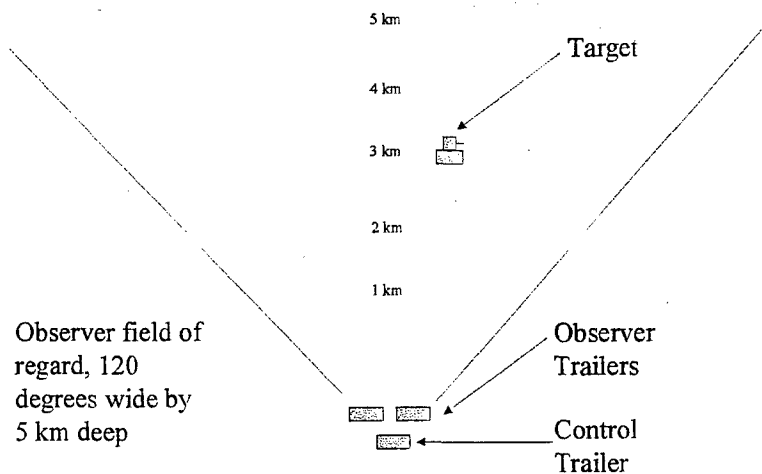 5 km
Target
4 km
3 km
2 km
1 km
Observer field of
regard, 120
degrees wide by
5 km deep
Observer
Trailers
Control
Trailer